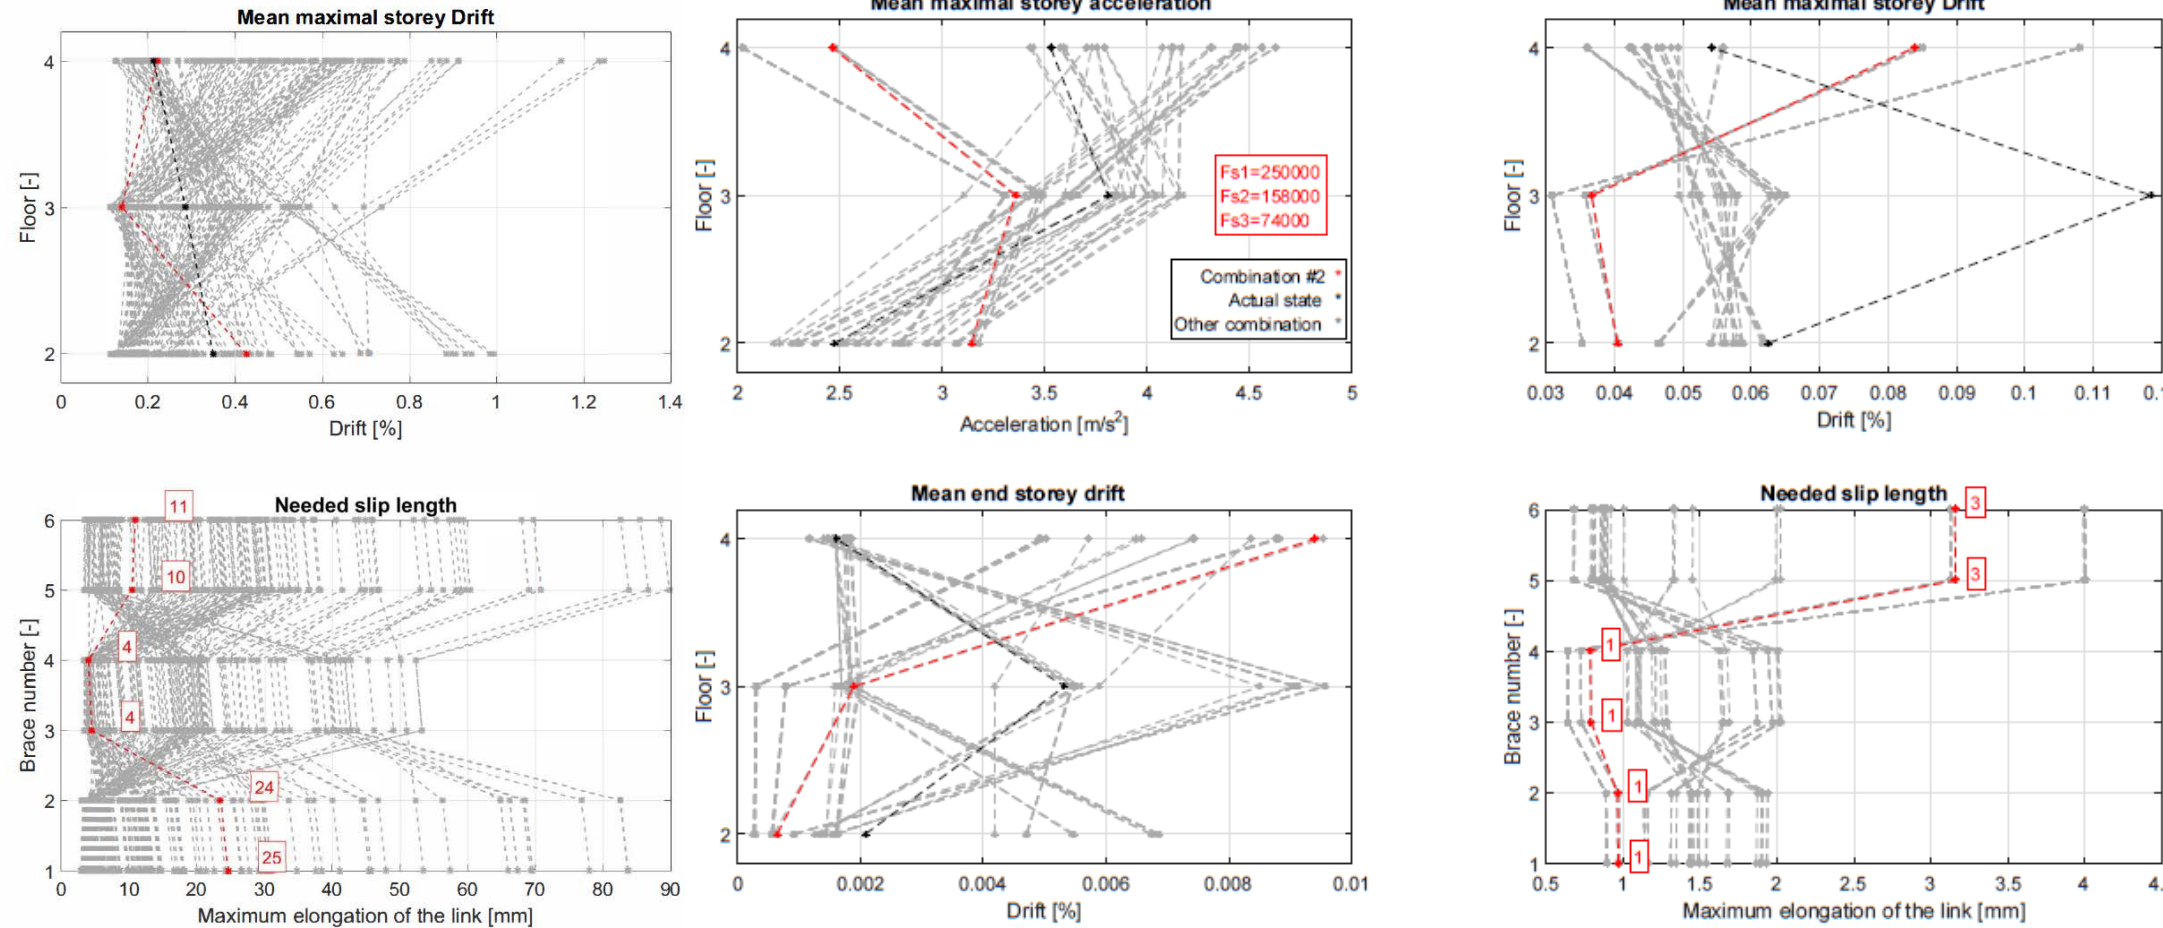 Mean maximal storey Drift
4
3
2
Floor [-]
0 0.2 0.4 0.6 0.8 1 1.2 1.4
Drift [%]
Mean maximal storey acceleration
4
3
2
Floor [-]
Fs1=250000
Fs2=158000
Fs3=74000
Combination #2 *
Actual state *
Other combination *
2 2.5 3 3.5 4 4.5 5
Acceleration [m/s²]
Mean maximal storey Drift
4
3
2
Floor [-]
0.03 0.04 0.05 0.06 0.07 0.08 0.09 0.1 0.11
Drift [%]
Needed slip length
6
5
4
3
2
1
Brace number [-]
11
10
4
4
24
25
0 10 20 30 40 50 60 70 80 90
Maximum elongation of the link [mm]
Mean end storey drift
4
3
2
Floor [-]
0 0.002 0.004 0.006 0.008 0.01
Drift [%]
Needed slip length
6
5
4
3
2
1
Brace number [-]
3
3
1
1
1
1
0.5 1 1.5 2 2.5 3 3.5 4
Maximum elongation of the link [mm]